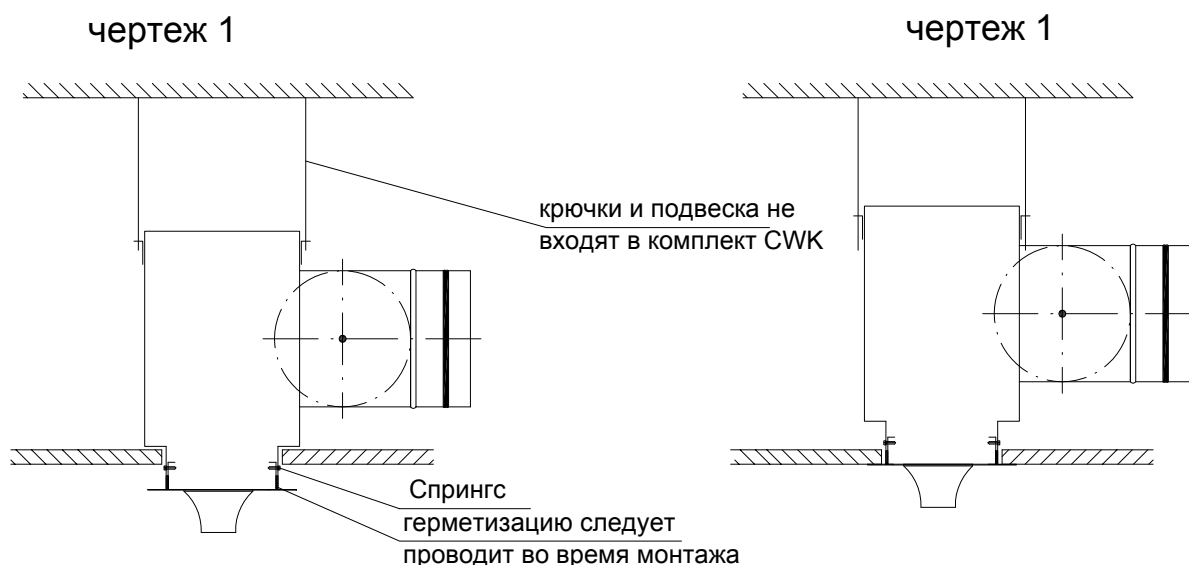 чертеж 1
чертеж 1
крючки и подвеска не
входят в комплект CWK
Спрингс
герметизацию следует
проводит во время монтажа